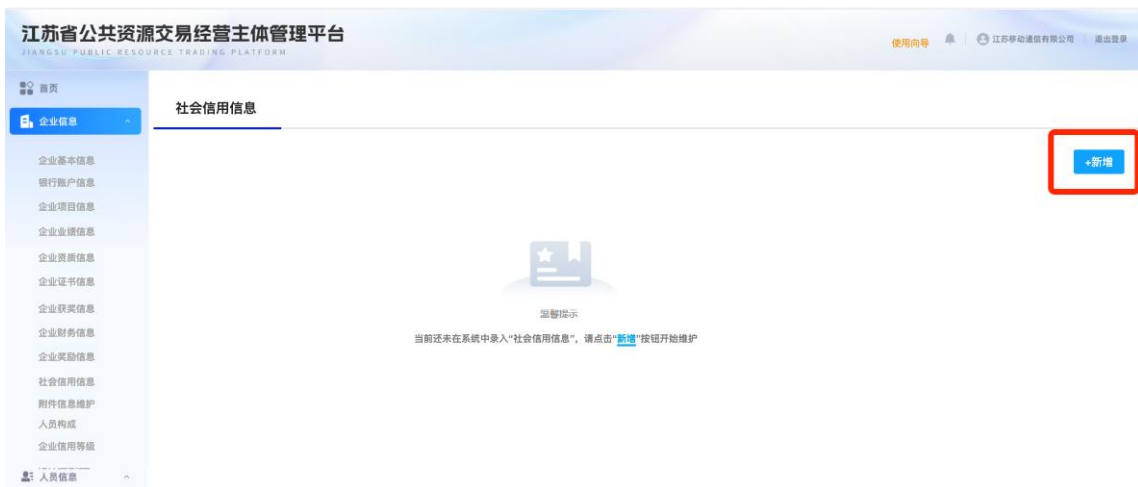 江苏省公共资源交易经营主体管理平台
JIANGSU PUBLIC RESOURCE TRADING PLATFORM
使用向导
江苏移动通信有限公司
退出登录
首页
企业信息
企业基本信息
银行账户信息
企业项目信息
企业业绩信息
企业资质信息
企业证书信息
企业获奖信息
企业财务信息
企业奖励信息
社会信用信息
附件信息维护
人员构成
企业信用等级
人员信息
社会信用信息
+新增
温馨提示
当前还未在系统中录入“社会信用信息”，请点击“新增”按钮开始维护